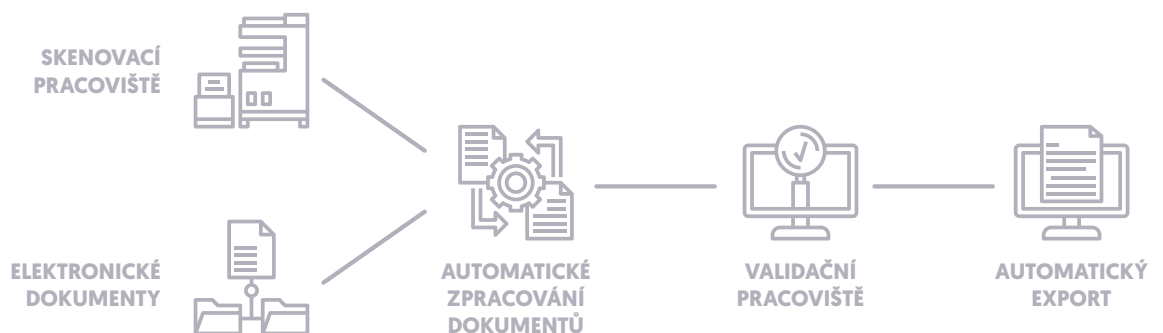 SKENOVACÍ
PRACOVIŠTĚ
ELEKTRONICKÉ
DOKUMENTY
AUTOMATICKÉ
ZPRACOVÁNÍ
DOKUMENTŮ
VALIDAČNÍ
PRACOVIŠTĚ
AUTOMATICKÝ
EXPORT